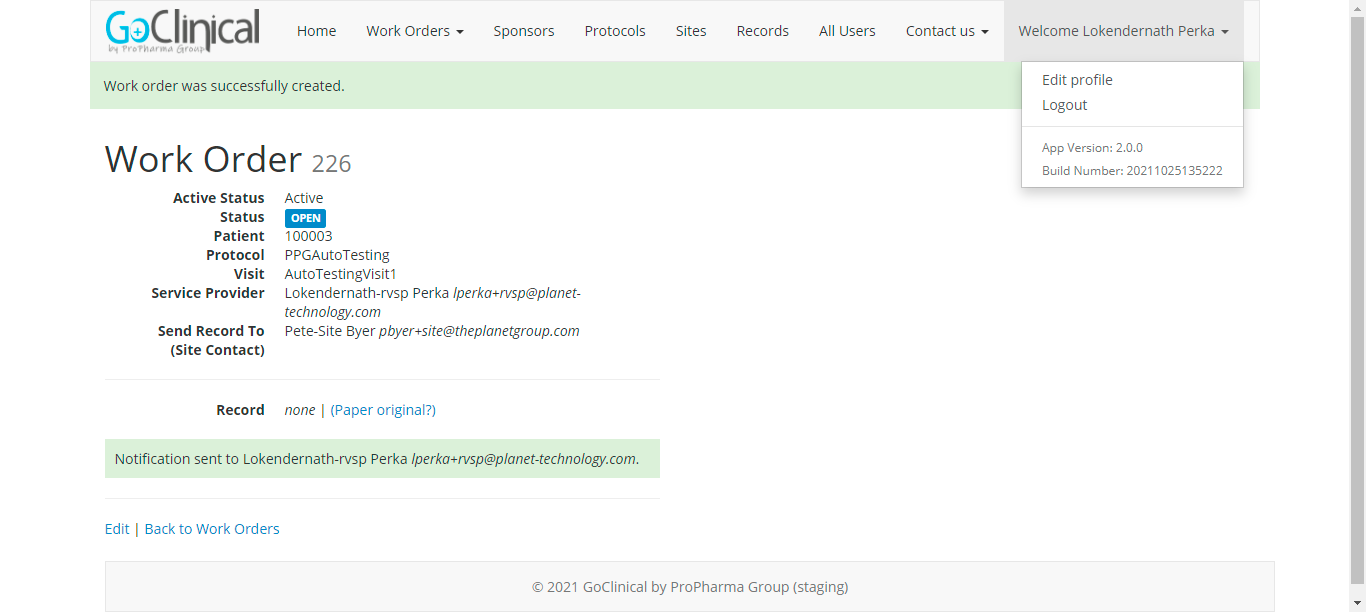 GoClinical
by ProPharma Group
Home
Work Orders
Sponsors
Protocols
Sites
Records
All Users
Contact us
Welcome Lokendernath Perka
Edit profile
Logout
App Version: 2.0.0
Build Number: 20211025135222
Work order was successfully created.
Work Order 226
Active Status Active
Status OPEN
Patient 100003
Protocol PPGAutoTesting
Visit AutoTestingVisit1
Service Provider Lokendernath-rvsp Perka lperka+rvsp@planet-
technology.com
Send Record To Pete-Site Byer pbyer+site@theplanetgroup.com
(Site Contact)
Record none | (Paper original?)
Notification sent to Lokendernath-rvsp Perka lperka+rvsp@planet-technology.com.
Edit | Back to Work Orders
© 2021 GoClinical by ProPharma Group (staging)